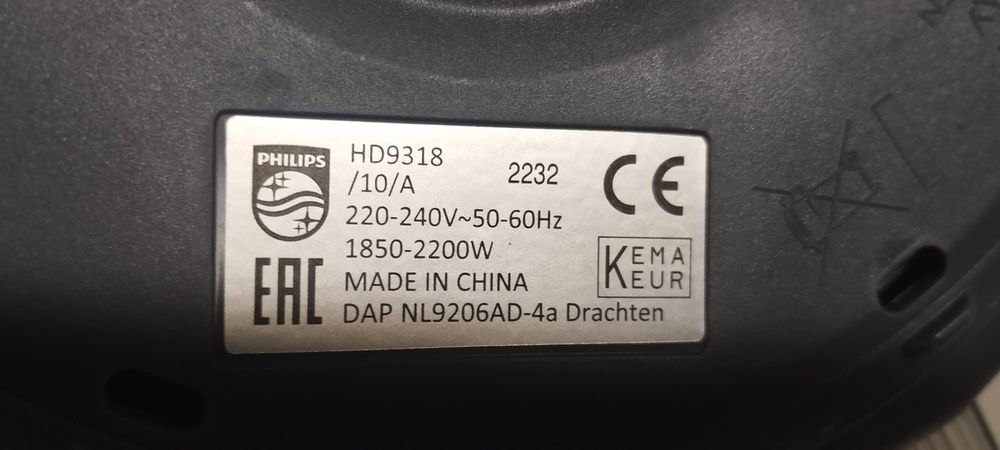 PHILIPS
HD9318
/10/A
2232
220-240V~50-60Hz
1850-2200W
MADE IN CHINA
DAP NL9206AD-4a Drachten
CE
EAC
KEMA
KEUR